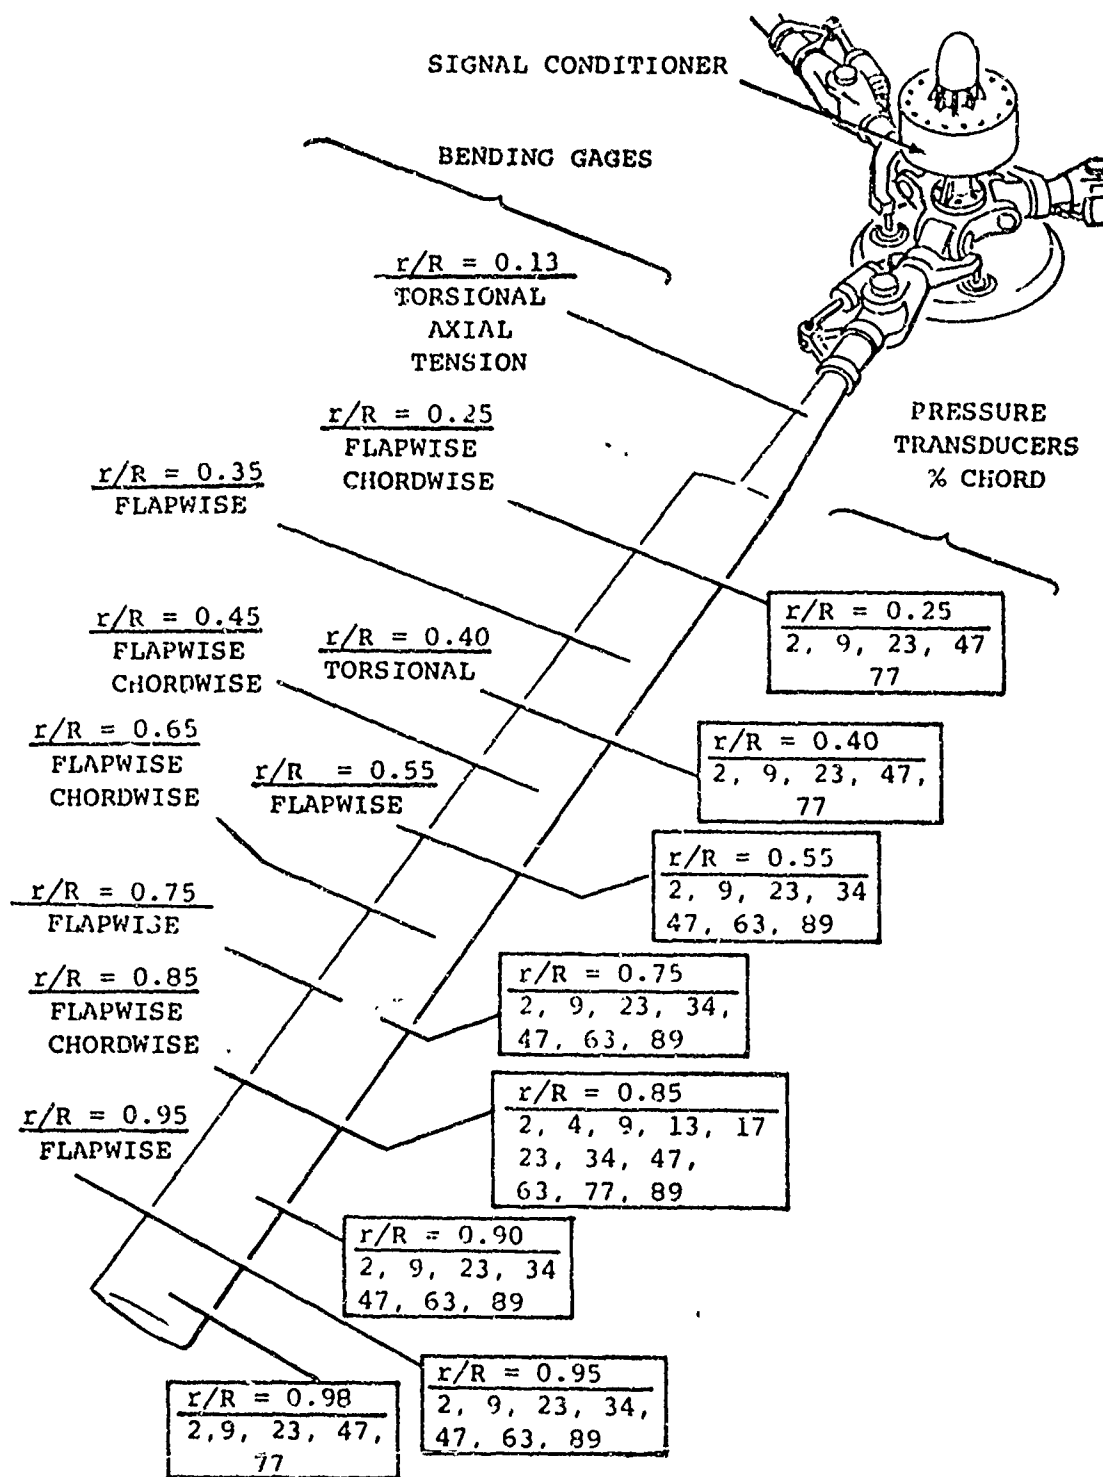 SIGNAL CONDITIONER
BENDING GAGES
r/R = 0.13
TORSIONAL
AXIAL
TENSION
r/R = 0.25
FLAPWISE
CHORDWISE
r/R = 0.35
FLAPWISE
r/R = 0.45
FLAPWISE
CHORDWISE
r/R = 0.40
TORSIONAL
r/R = 0.65
FLAPWISE
CHORDWISE
r/R = 0.55
FLAPWISE
r/R = 0.75
FLAPWISE
r/R = 0.85
FLAPWISE
CHORDWISE
r/R = 0.95
FLAPWISE
PRESSURE
TRANSDUCERS
% CHORD
r/R = 0.25
2, 9, 23, 47
77
r/R = 0.40
2, 9, 23, 47,
77
r/R = 0.55
2, 9, 23, 34
47, 63, 89
r/R = 0.75
2, 9, 23, 34,
47, 63, 89
r/R = 0.85
2, 4, 9, 13, 17
23, 34, 47,
63, 77, 89
r/R = 0.90
2, 9, 23, 34
47, 63, 89
r/R = 0.95
2, 9, 23, 34,
47, 63, 89
r/R = 0.98
2,9, 23, 47,
77